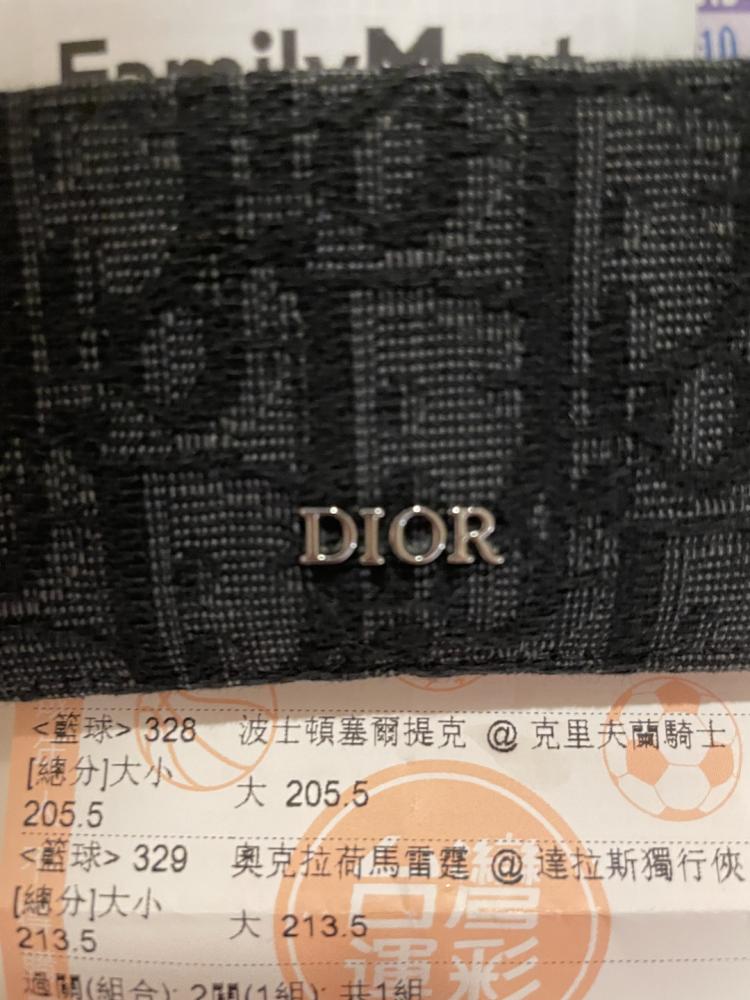 FamilyMart
10
DIOR
<籃球> 328 波士頓塞爾提克 @ 克里夫蘭騎士
[總分]大小 大 205.5
205.5
<籃球> 329 奧克拉荷馬雷霆 @ 達拉斯獨行俠
[總分]大小 大 213.5
213.5
台灣
運彩
過關(組合): 2關(1組); 共1組